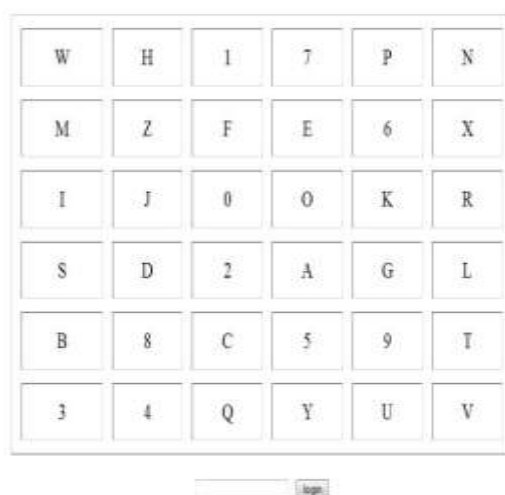 W H 1 7 P N
M Z F E 6 X
I J 0 O K R
S D 2 A G L
B 8 C 5 9 T
3 4 Q Y U V
login